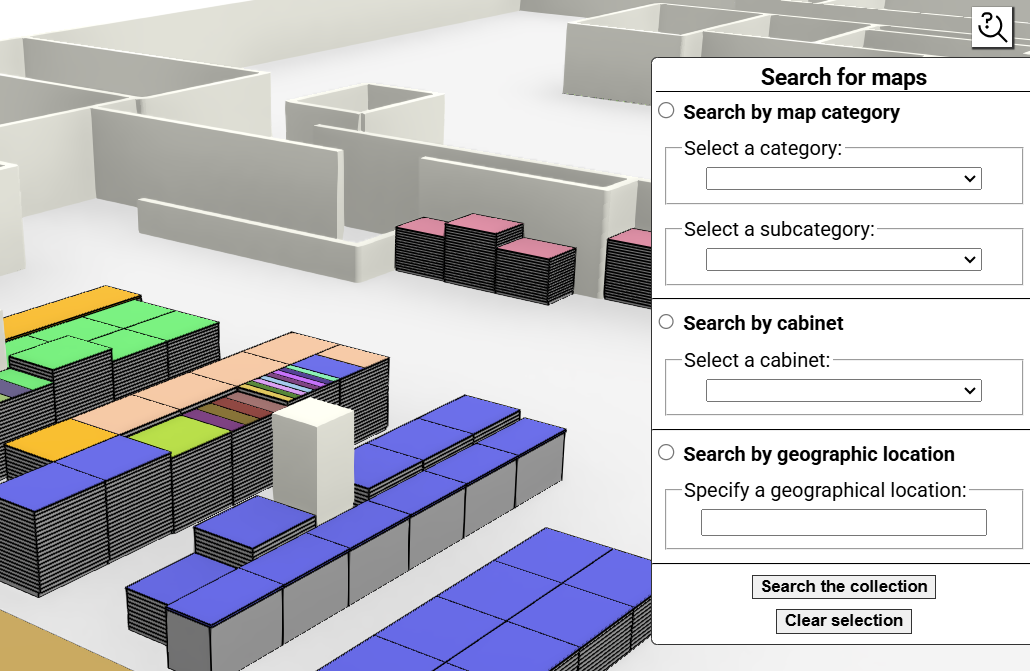 ?
Search for maps
Search by map category
Select a category:
Select a subcategory:
Search by cabinet
Select a cabinet:
Search by geographic location
Specify a geographical location:
Search the collection
Clear selection